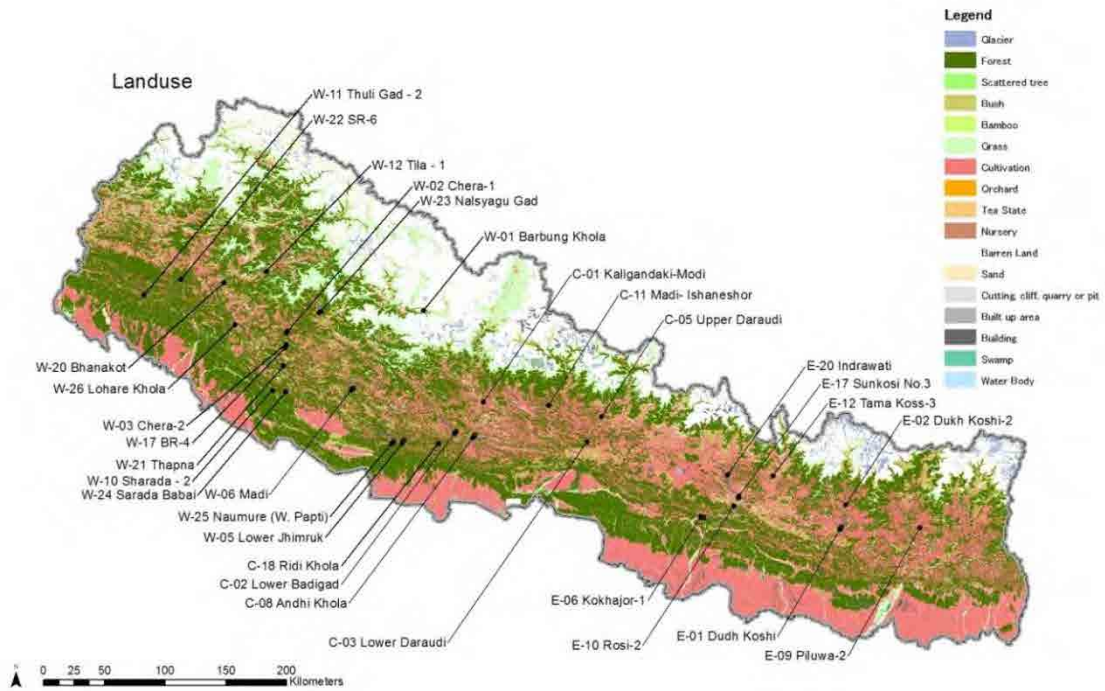 Landuse
W-11 Thuli Gad - 2
W-22 SR-6
W-12 Tila - 1
W-02 Chera-1
W-23 Nalsyagu Gad
W-01 Barbung Khola
C-01 Kaligandaki-Modi
C-11 Madi- Ishaneshor
C-05 Upper Daraudi
E-20 Indrawati
E-17 Sunkosi No.3
E-12 Tama Koss-3
E-02 Dukh Koshi-2
W-20 Bhanakot
W-26 Lohare Khola
W-03 Chera-2
W-17 BR-4
W-21 Thapna
W-10 Sharada - 2
W-24 Sarada Babai
W-06 Madi
W-25 Naumure (W. Papti)
W-05 Lower Jhimruk
C-18 Ridi Khola
C-02 Lower Badigad
C-08 Andhi Khola
C-03 Lower Daraudi
E-06 Kokhajor-1
E-10 Rosi-2
E-01 Dudh Koshi
E-09 Piluwa-2
Legend
Glacier
Forest
Scattered tree
Bush
Bamboo
Grass
Cultivation
Orchard
Tea State
Nursery
Barren Land
Sand
Cutting, cliff, quarry or pit
Built up area
Building
Swamp
Water Body
N
0 25 50 100 150 200
Kilometers